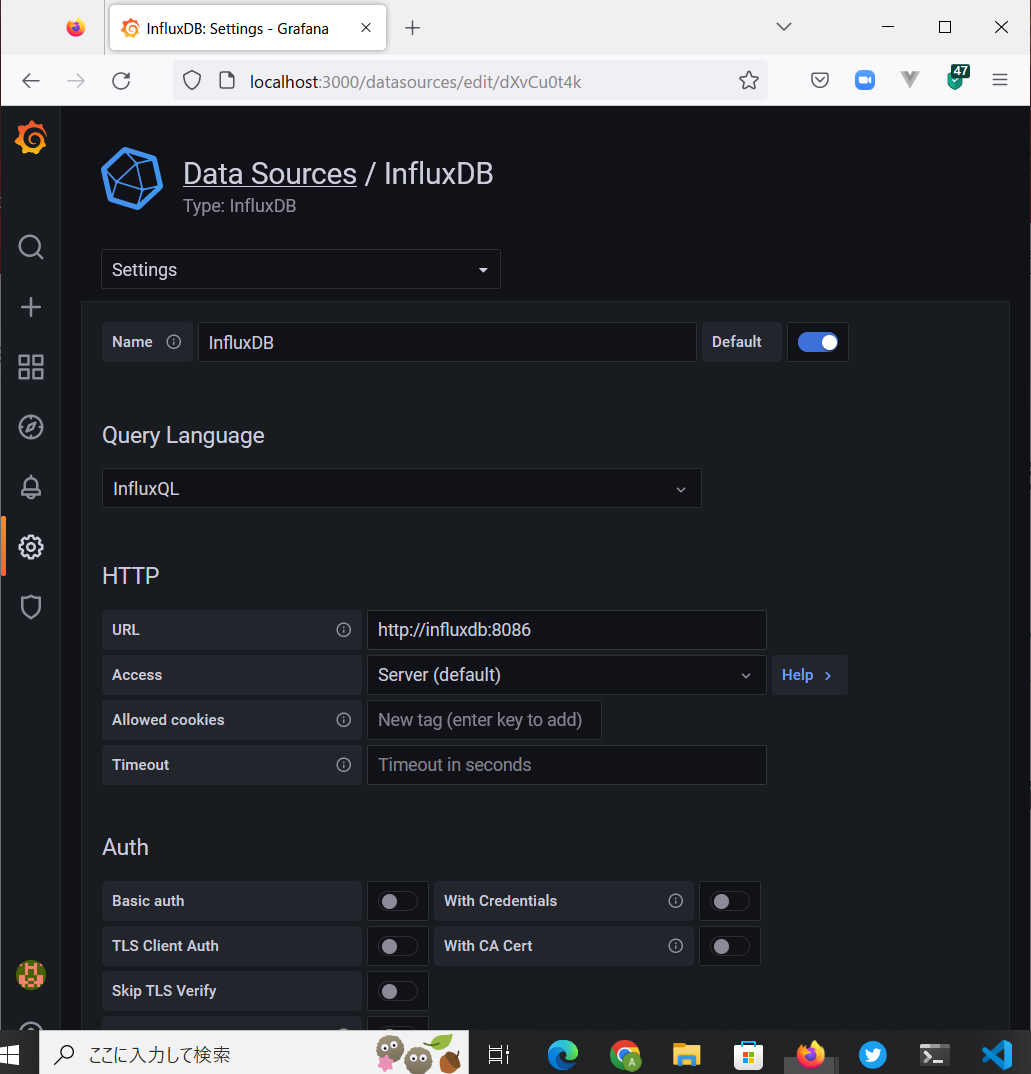 InfluxDB: Settings - Grafana
localhost:3000/datasources/edit/dXvCu0t4k
47
Data Sources / InfluxDB
Type: InfluxDB
Settings
Name InfluxDB Default
Query Language
InfluxQL
HTTP
URL http://influxdb:8086
Access Server (default) Help
Allowed cookies New tag (enter key to add)
Timeout Timeout in seconds
Auth
Basic auth With Credentials
TLS Client Auth With CA Cert
Skip TLS Verify
ここに入力して検索
A